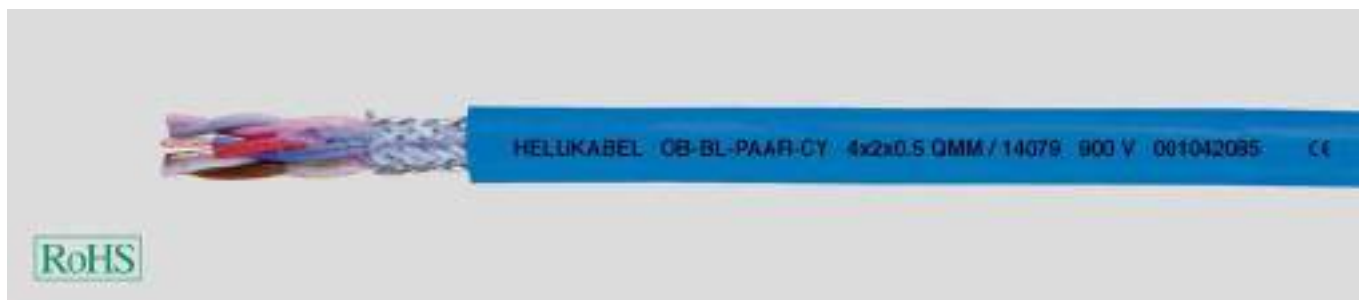 HELUKABEL OB-BL-PAAR-CY 4x2x0.5 QMM / 14079 900 V 001042085 CE
RoHS